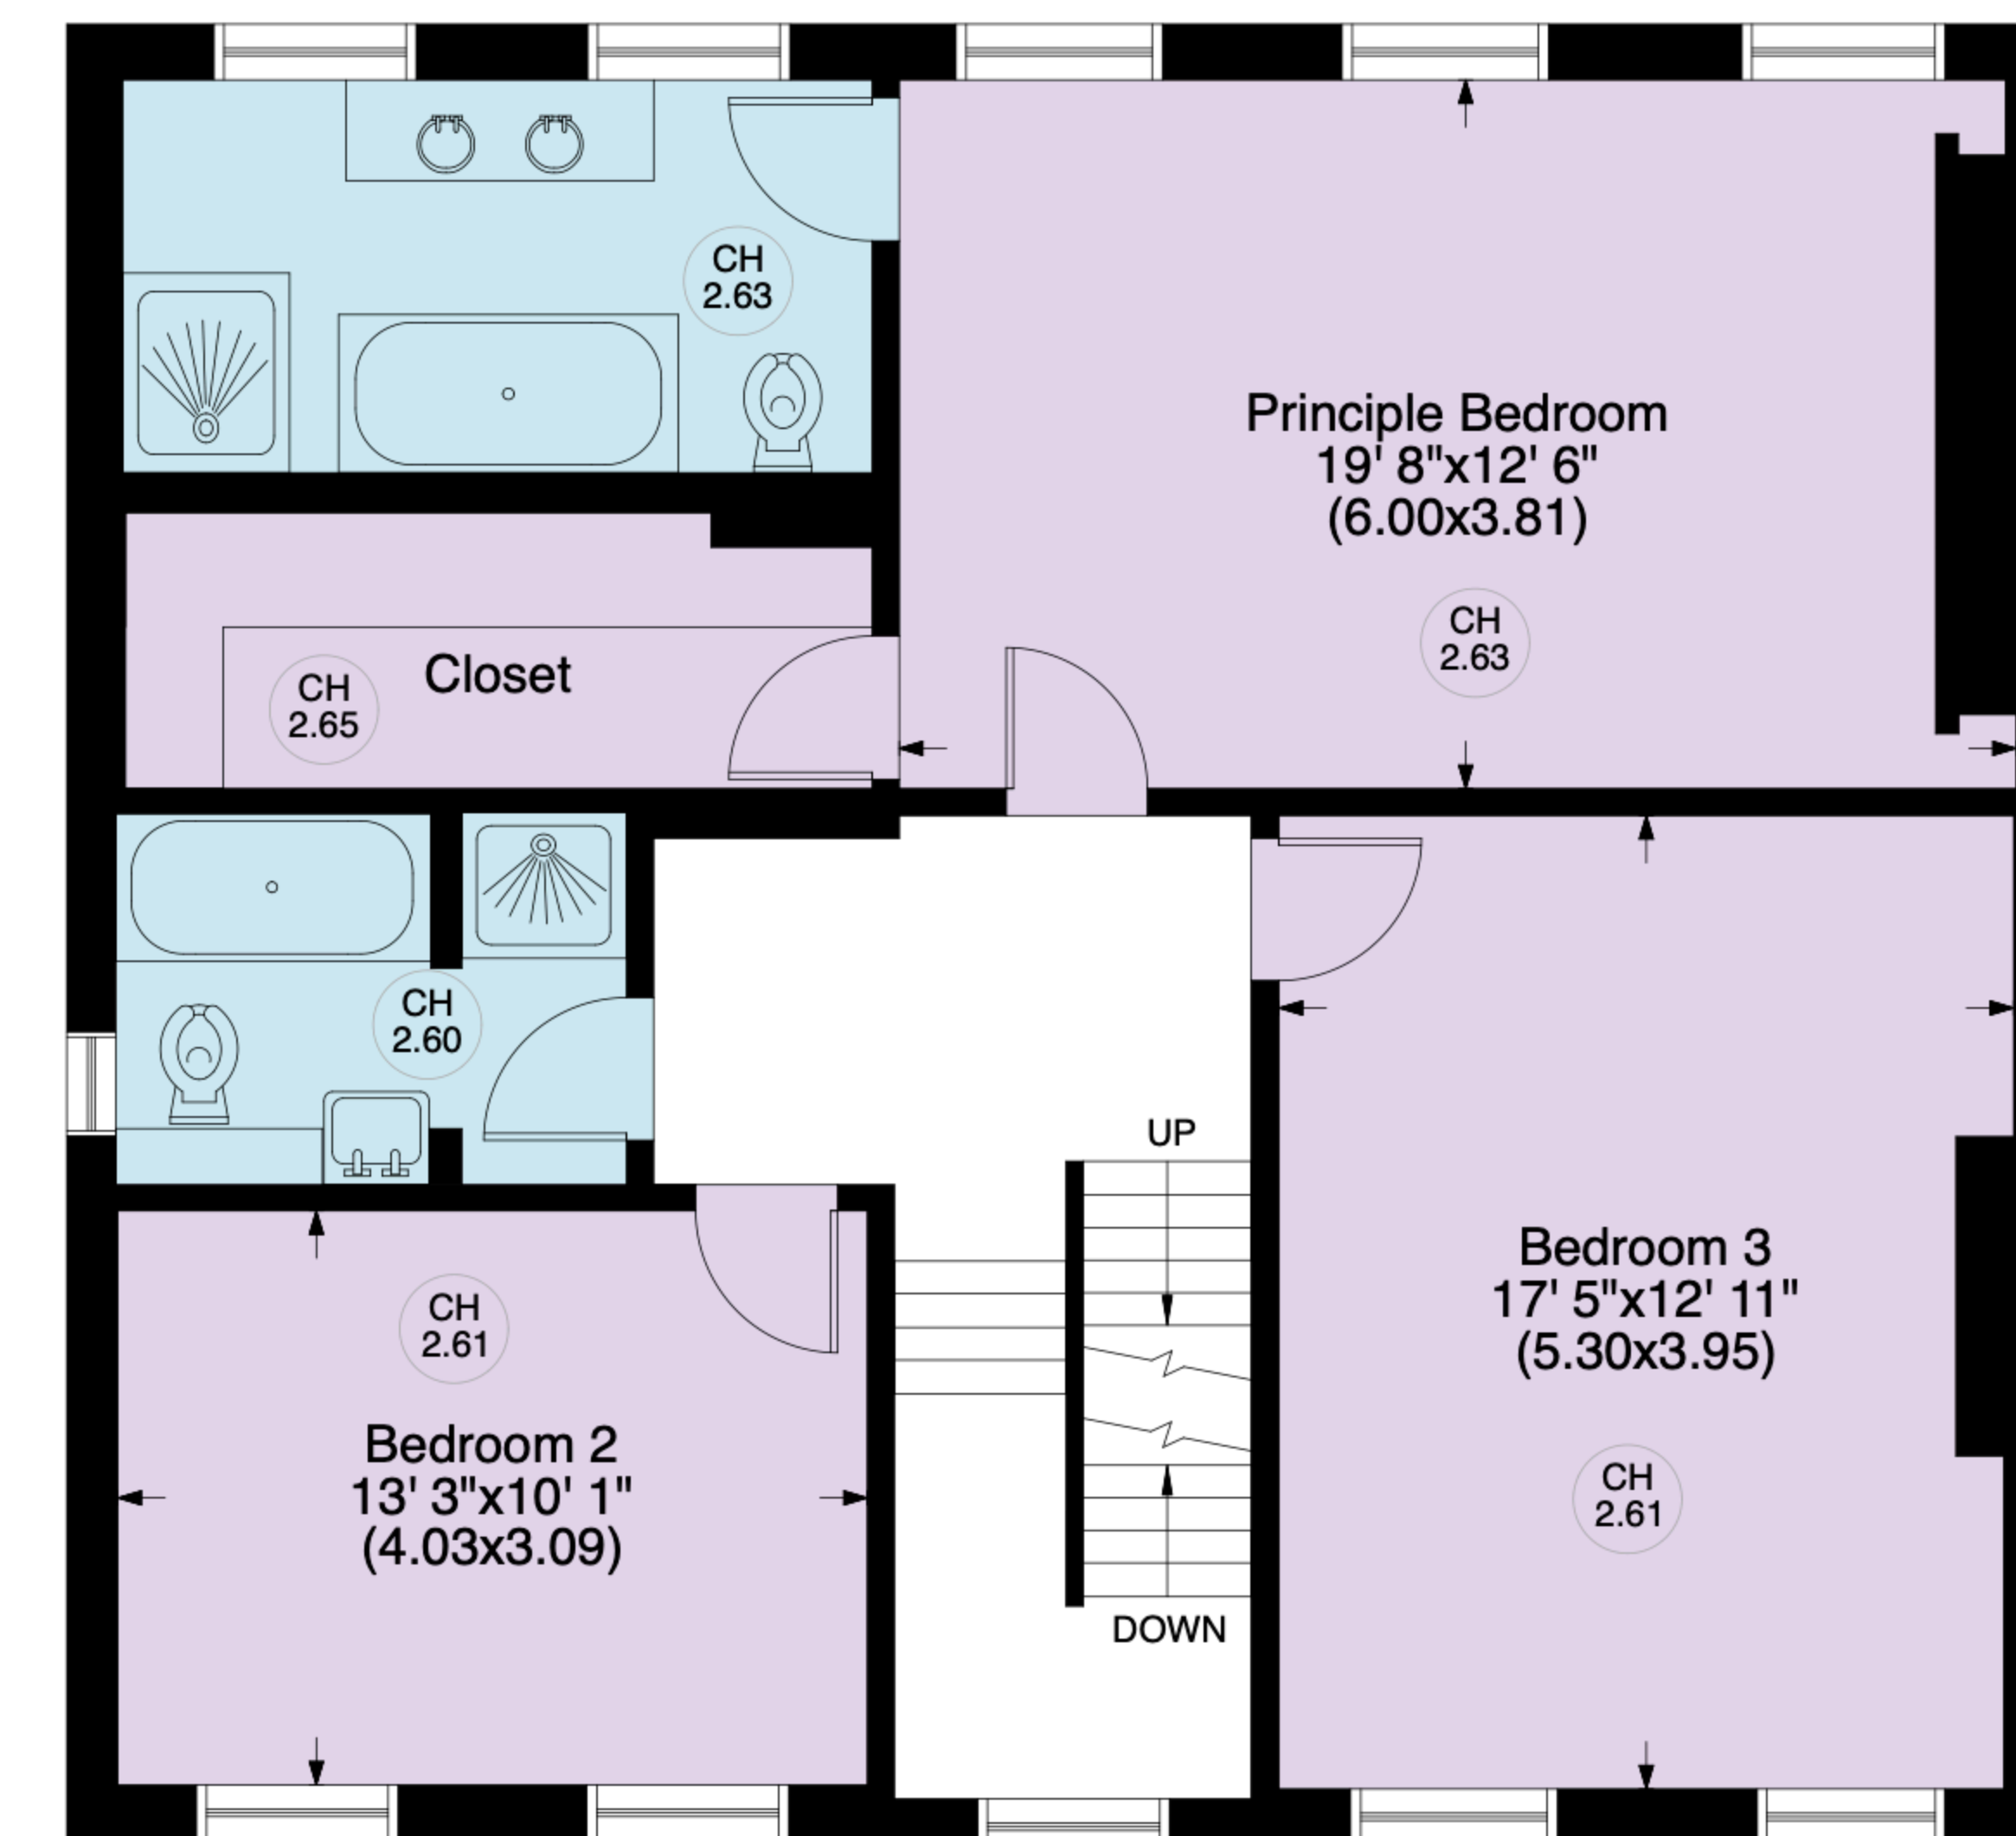 CH
2.63
Principle Bedroom
19' 8"x12' 6"
(6.00x3.81)
CH
2.63
Closet
CH
2.65
CH
2.60
UP
DOWN
CH
2.61
Bedroom 2
13' 3"x10' 1"
(4.03x3.09)
Bedroom 3
17' 5"x12' 11"
(5.30x3.95)
CH
2.61